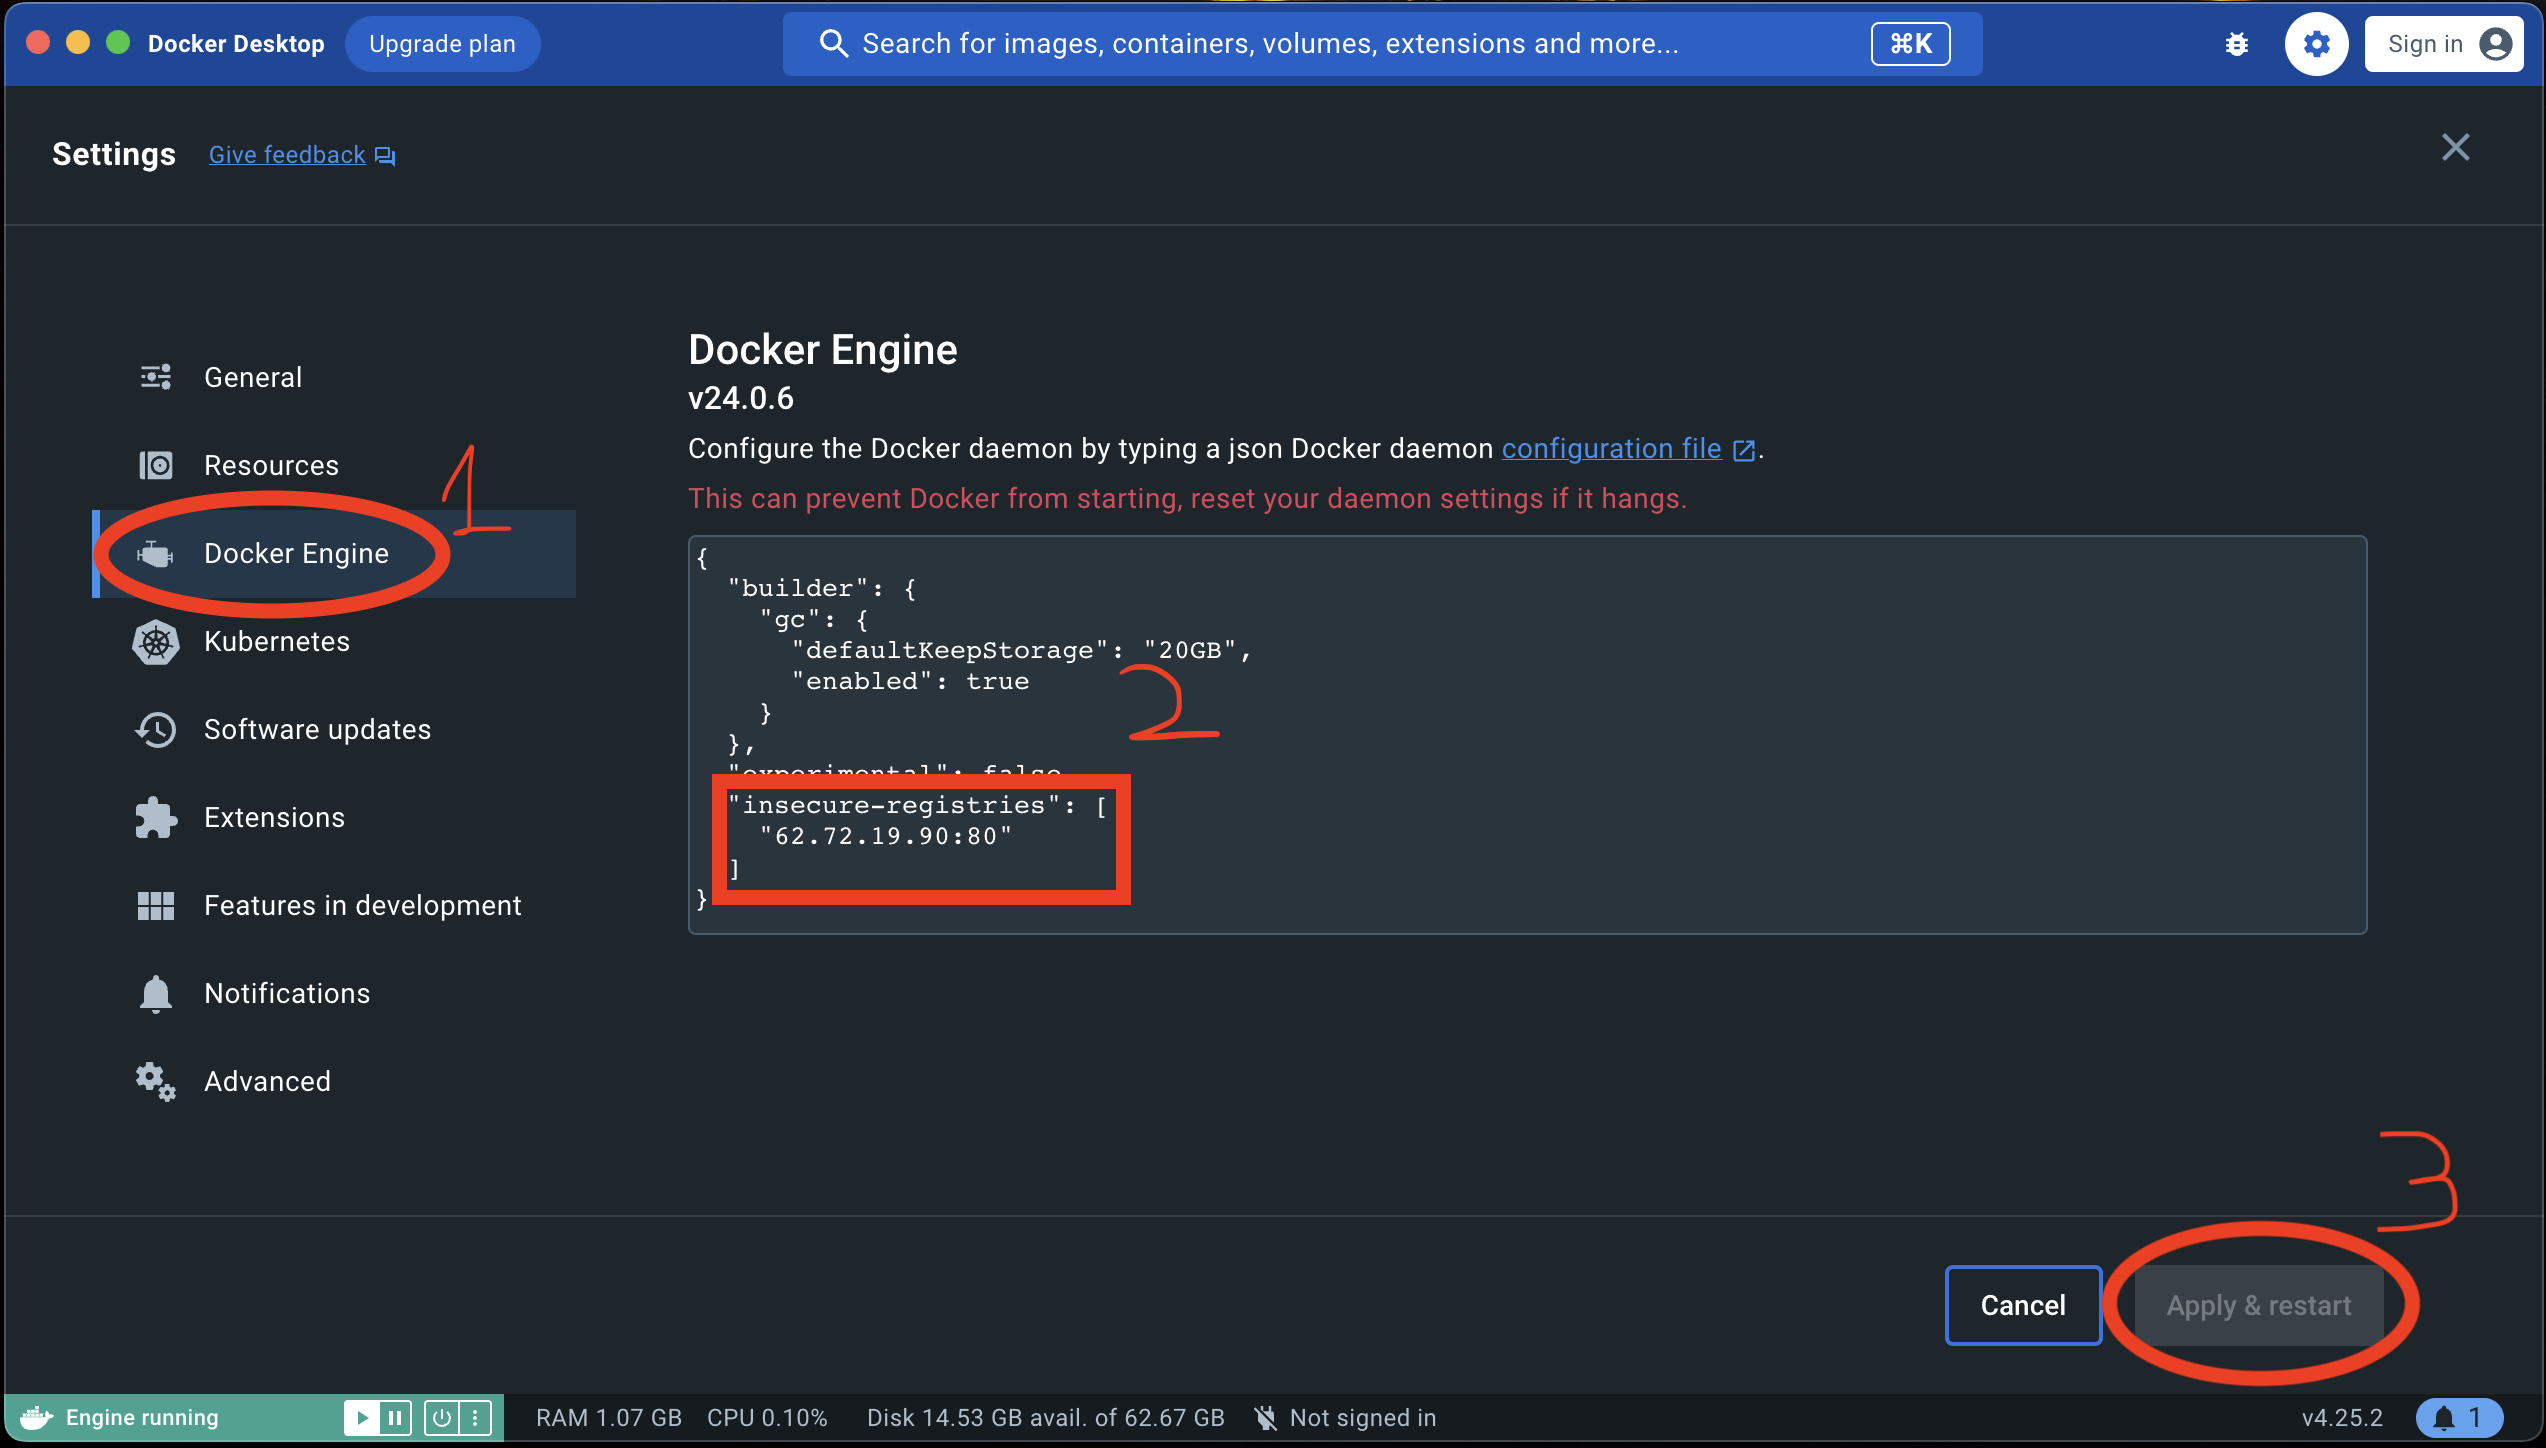 Docker Desktop
Upgrade plan
Search for images, containers, volumes, extensions and more...
⌘K
Sign in
Settings
Give feedback
General
Resources
1
Docker Engine
Kubernetes
Software updates
Extensions
Features in development
Notifications
Advanced
Docker Engine
v24.0.6
Configure the Docker daemon by typing a json Docker daemon configuration file.
This can prevent Docker from starting, reset your daemon settings if it hangs.
{
"builder": {
"gc": {
"defaultKeepStorage": "20GB",
"enabled": true
2
}
},
"experimental": false
"insecure-registries": [
"62.72.19.90:80"
]
}
3
Cancel
Apply & restart
Engine running
RAM 1.07 GB
CPU 0.10%
Disk 14.53 GB avail. of 62.67 GB
Not signed in
v4.25.2
1